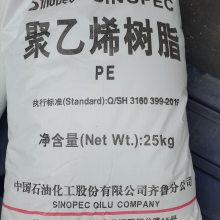 Sinopec SINOPEC
聚乙烯树脂
PE
执行标准(Standard):Q/SH 3160 399-2016
净含量(Net Wt.):25kg
中国石油化工股份有限公司齐鲁分公司
SINOPEC QILU COMPANY